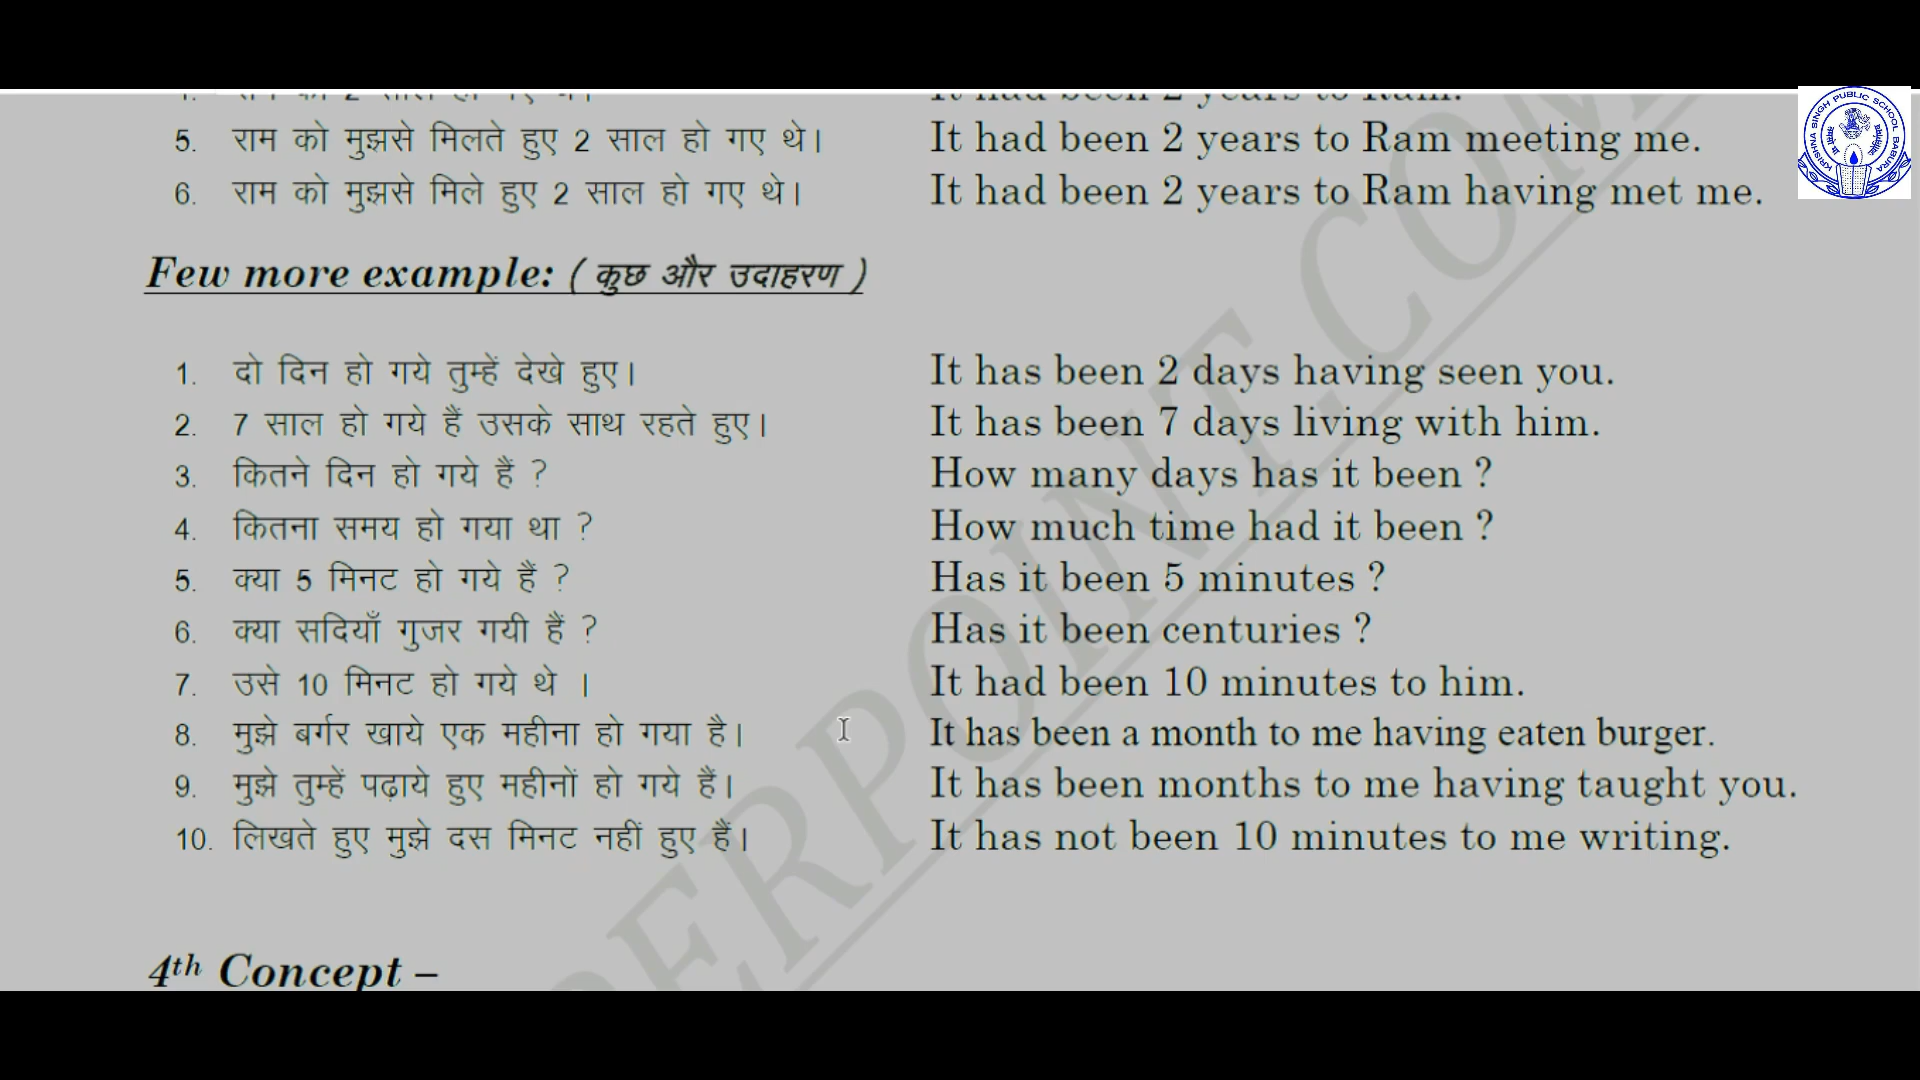 5. राम को मुझसे मिलते हुए 2 साल हो गए थे। It had been 2 years to Ram meeting me.
6. राम को मुझसे मिले हुए 2 साल हो गए थे। It had been 2 years to Ram having met me.
KRISHNA SINGH PUBLIC SCHOOL BABURA
Few more example: ( कुछ और उदाहरण )
1. दो दिन हो गये तुम्हें देखे हुए। It has been 2 days having seen you.
2. 7 साल हो गये हैं उसके साथ रहते हुए। It has been 7 days living with him.
3. कितने दिन हो गये हैं ? How many days has it been ?
4. कितना समय हो गया था ? How much time had it been ?
5. क्या 5 मिनट हो गये हैं ? Has it been 5 minutes ?
6. क्या सदियाँ गुजर गयी हैं ? Has it been centuries ?
7. उसे 10 मिनट हो गये थे । It had been 10 minutes to him.
8. मुझे बर्गर खाये एक महीना हो गया है। It has been a month to me having eaten burger.
9. मुझे तुम्हें पढ़ाये हुए महीनों हो गये हैं। It has been months to me having taught you.
10. लिखते हुए मुझे दस मिनट नहीं हुए हैं। It has not been 10 minutes to me writing.
ERPOINT.COM
4th Concept –